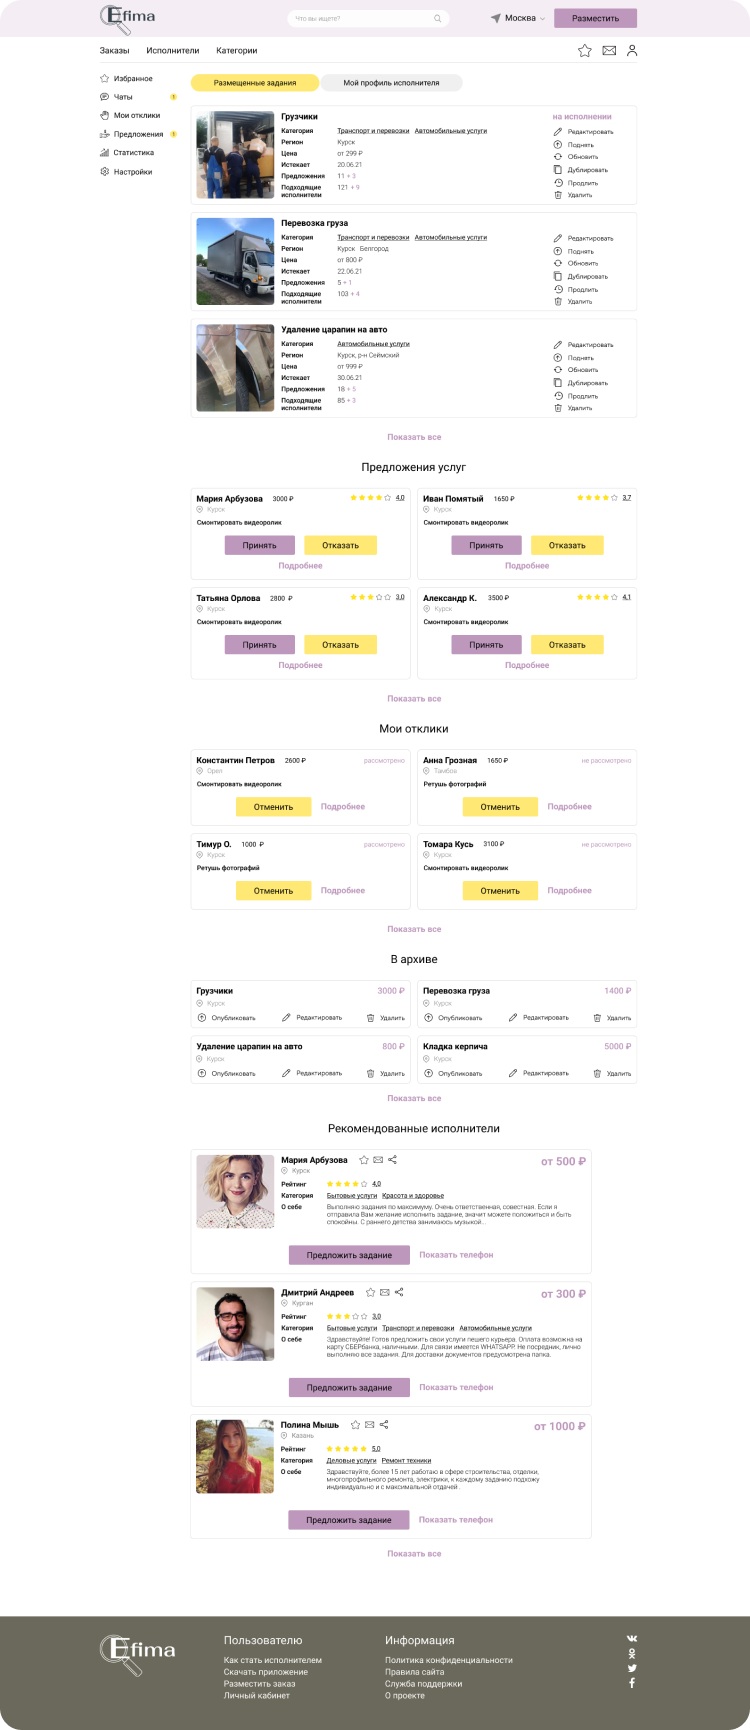 Efima
Что вы ищете?
Москва
Разместить
Заказы
Исполнители
Категории
Избранное
Чаты 1
Мои отклики
Предложения 1
Статистика
Настройки
Размещенные задания
Мой профиль исполнителя
Грузчики
на исполнении
Категория Транспорт и перевозки Автомобильные услуги
Регион Курск
Цена от 299 ₽
Истекает 20.06.21
Предложения 11 + 3
Подходящие исполнители 121 + 9
Редактировать
Поднять
Обновить
Дублировать
Продлить
Удалить
Перевозка груза
Категория Транспорт и перевозки Автомобильные услуги
Регион Курск Белгород
Цена от 800 ₽
Истекает 22.06.21
Предложения 5 + 1
Подходящие исполнители 103 + 4
Редактировать
Поднять
Обновить
Дублировать
Продлить
Удалить
Удаление царапин на авто
Категория Автомобильные услуги
Регион Курск, р-н Сеймский
Цена от 999 ₽
Истекает 30.06.21
Предложения 18 + 5
Подходящие исполнители 85 + 3
Редактировать
Поднять
Обновить
Дублировать
Продлить
Удалить
Показать все
Предложения услуг
Мария Арбузова 3000 ₽ 4,0
Курск
Смонтировать видеоролик
Принять Отказать
Подробнее
Иван Помятый 1650 ₽ 3,7
Курск
Смонтировать видеоролик
Принять Отказать
Подробнее
Татьяна Орлова 2800 ₽ 3,0
Курск
Смонтировать видеоролик
Принять Отказать
Подробнее
Александр К. 3500 ₽ 4,1
Курск
Смонтировать видеоролик
Принять Отказать
Подробнее
Показать все
Мои отклики
Константин Петров 2600 ₽ рассмотрено
Орел
Смонтировать видеоролик
Отменить Подробнее
Анна Грозная 1650 ₽ не рассмотрено
Тамбов
Ретушь фотографий
Отменить Подробнее
Тимур О. 1000 ₽ рассмотрено
Курск
Ретушь фотографий
Отменить Подробнее
Томара Кусь 3100 ₽ не рассмотрено
Курск
Смонтировать видеоролик
Отменить Подробнее
Показать все
В архиве
Грузчики 3000 ₽
Курск
Опубликовать Редактировать Удалить
Перевозка груза 1400 ₽
Курск
Опубликовать Редактировать Удалить
Удаление царапин на авто 800 ₽
Курск
Опубликовать Редактировать Удалить
Кладка керпича 5000 ₽
Курск
Опубликовать Редактировать Удалить
Показать все
Рекомендованные исполнители
Мария Арбузова от 500 ₽
Курск
Рейтинг 4,0
Категория Бытовые услуги Красота и здоровье
О себе Выполняю задания по максимуму. Очень ответственная, совестная. Если я
отправила Вам желание исполнить задание, значит можете положиться и быть
спокойны. С раннего детства занимаюсь музыкой...
Предложить задание Показать телефон
Дмитрий Андреев от 300 ₽
Курган
Рейтинг 3,0
Категория Бытовые услуги Транспорт и перевозки Автомобильные услуги
О себе Здравствуйте! Готов предложить свои услуги пешего курьера. Оплата возможна на
карту СБЕРбанка, наличными. Для связи имеется WHATSAPP. Не посредник, лично
выполняю все задания. Для доставки документов предусмотрена папка.
Предложить задание Показать телефон
Полина Мышь от 1000 ₽
Казань
Рейтинг 5,0
Категория Деловые услуги Ремонт техники
О себе Здравствуйте, более 15 лет работаю в сфере строительства, отделки,
многопрофильного ремонта, электрики, к каждому заданию подхожу
индивидуально и с максимальной отдачей .
Предложить задание Показать телефон
Показать все
Efima
Пользователю
Как стать исполнителем
Скачать приложение
Разместить заказ
Личный кабинет
Информация
Политика конфиденциальности
Правила сайта
Служба поддержки
О проекте